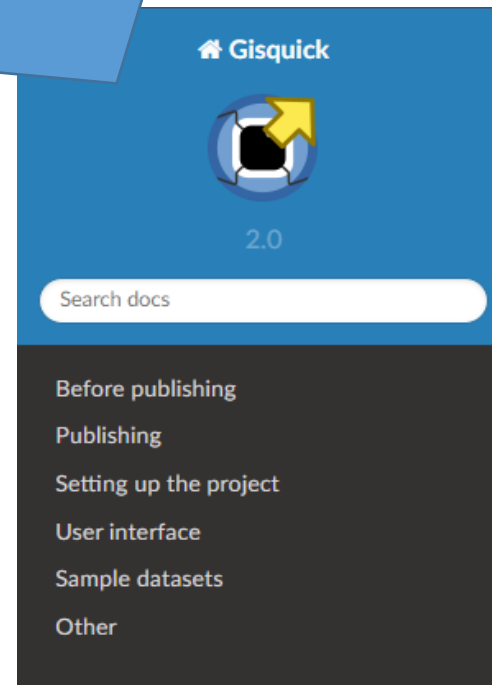 Gisquick
2.0
Search docs
Before publishing
Publishing
Setting up the project
User interface
Sample datasets
Other